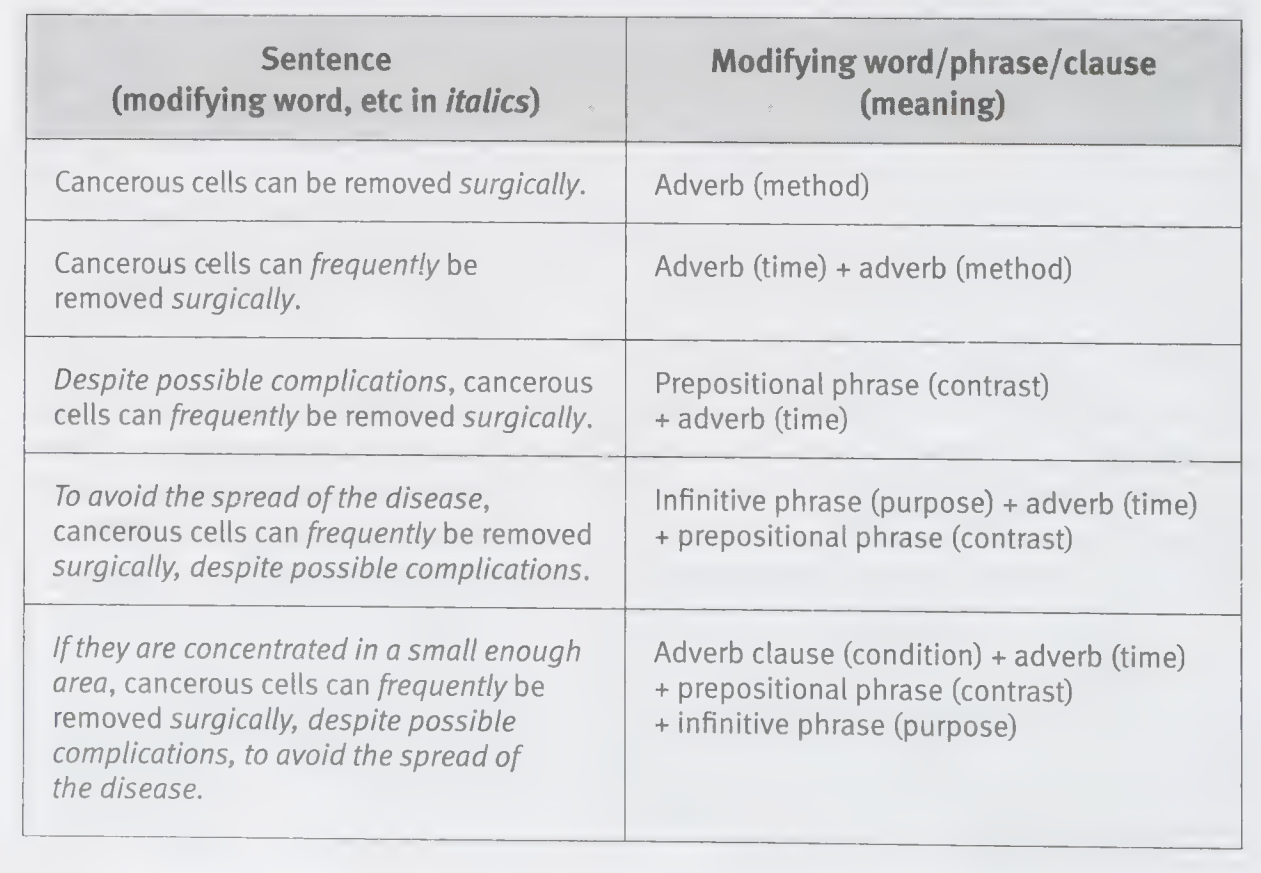 Sentence
(modifying word, etc in italics)
Modifying word/phrase/clause
(meaning)
Cancerous cells can be removed surgically.
Adverb (method)
Cancerous cells can frequently be
removed surgically.
Adverb (time) + adverb (method)
Despite possible complications, cancerous
cells can frequently be removed surgically.
Prepositional phrase (contrast)
+ adverb (time)
To avoid the spread of the disease,
cancerous cells can frequently be removed
surgically, despite possible complications.
Infinitive phrase (purpose) + adverb (time)
+ prepositional phrase (contrast)
If they are concentrated in a small enough
area, cancerous cells can frequently be
removed surgically, despite possible
complications, to avoid the spread of
the disease.
Adverb clause (condition) + adverb (time)
+ prepositional phrase (contrast)
+ infinitive phrase (purpose)